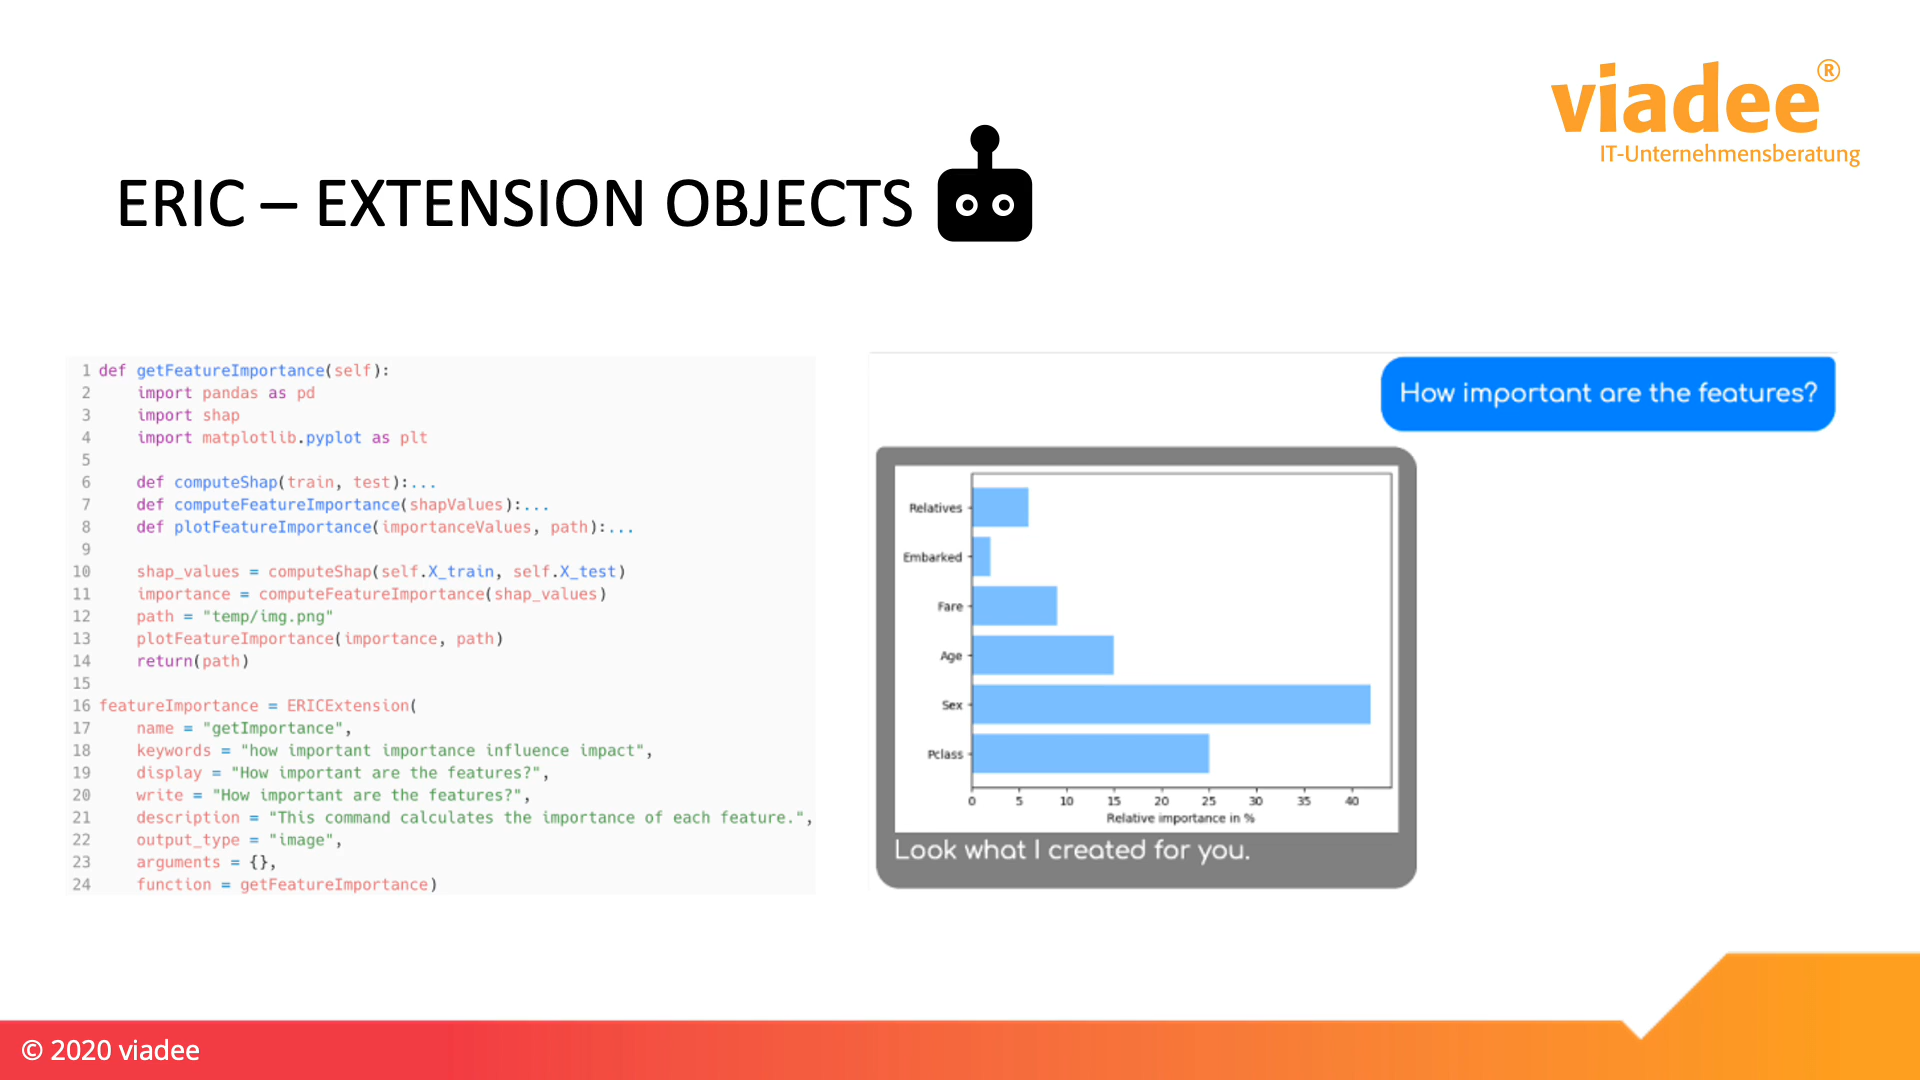 viadee®
IT-Unternehmensberatung
ERIC – EXTENSION OBJECTS
1 def getFeatureImportance(self):
2 import pandas as pd
3 import shap
4 import matplotlib.pyplot as plt
5
6 def computeShap(train, test):...
7 def computeFeatureImportance(shapValues):...
8 def plotFeatureImportance(importanceValues, path):...
9
10 shap_values = computeShap(self.X_train, self.X_test)
11 importance = computeFeatureImportance(shap_values)
12 path = "temp/img.png"
13 plotFeatureImportance(importance, path)
14 return(path)
15
16 featureImportance = ERICExtension(
17 name = "getImportance",
18 keywords = "how important importance influence impact",
19 display = "How important are the features?",
20 write = "How important are the features?",
21 description = "This command calculates the importance of each feature.",
22 output_type = "image",
23 arguments = {},
24 function = getFeatureImportance)
How important are the features?
Relatives
Embarked
Fare
Age
Sex
Pclass
0 5 10 15 20 25 30 35 40
Relative importance in %
Look what I created for you.
© 2020 viadee